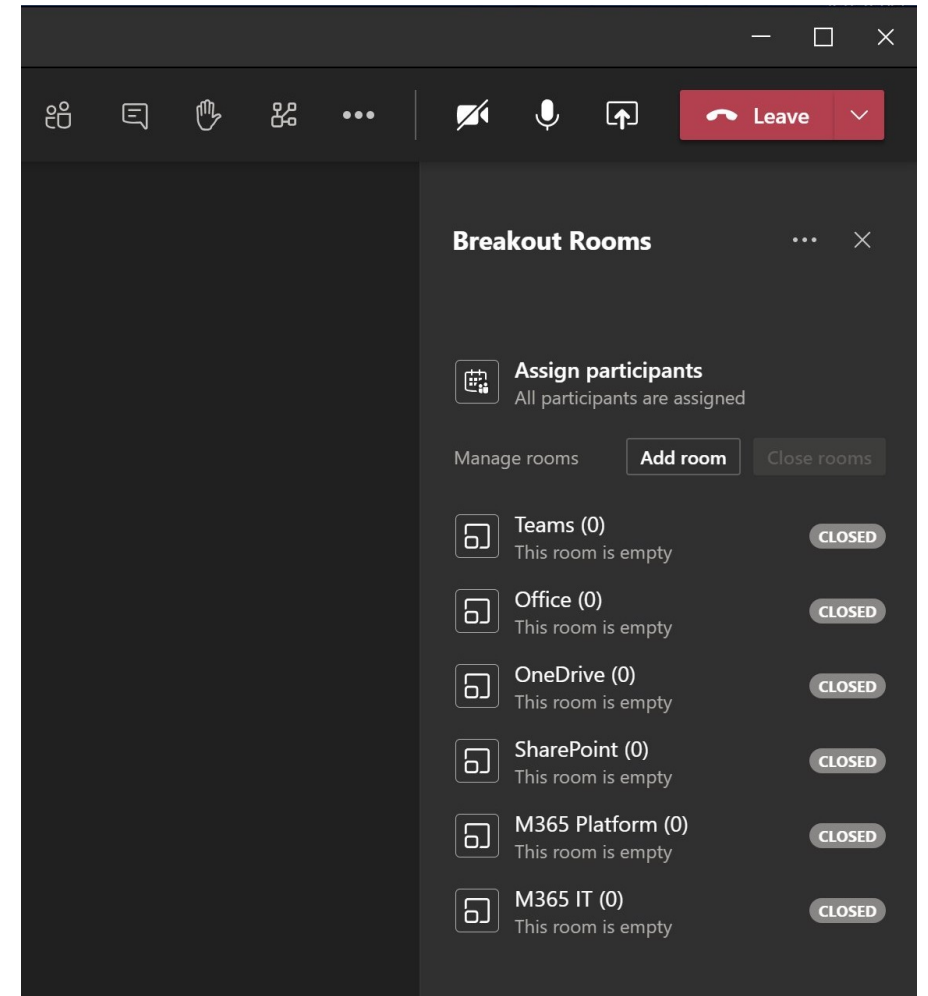 Leave
Breakout Rooms
Assign participants
All participants are assigned
Manage rooms Add room Close rooms
Teams (0)
This room is empty
CLOSED
Office (0)
This room is empty
CLOSED
OneDrive (0)
This room is empty
CLOSED
SharePoint (0)
This room is empty
CLOSED
M365 Platform (0)
This room is empty
CLOSED
M365 IT (0)
This room is empty
CLOSED